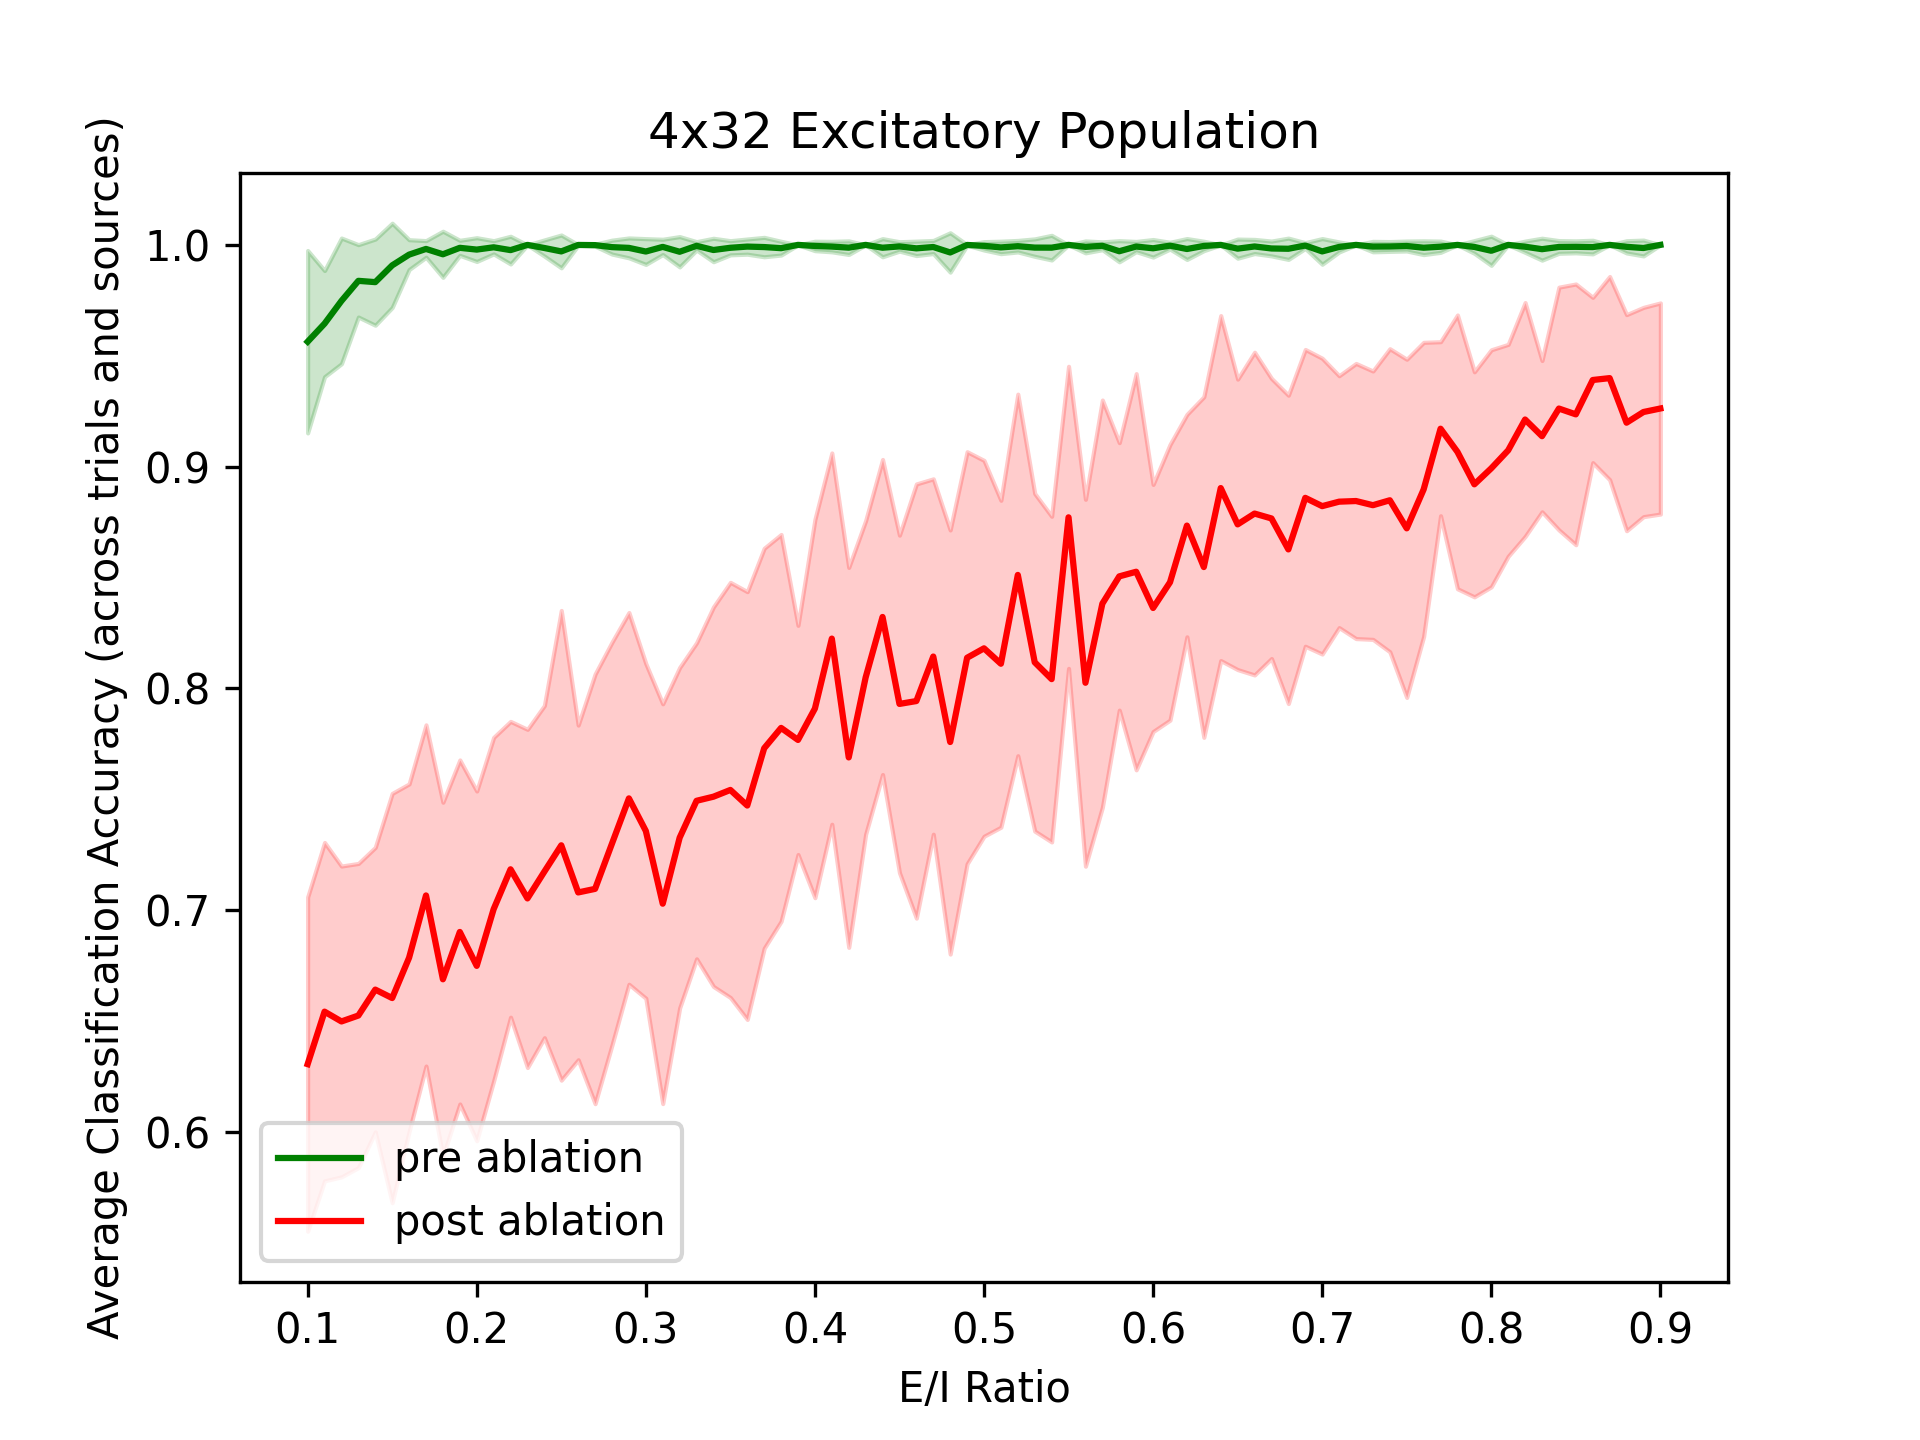 4x32 Excitatory Population
Average Classification Accuracy (across trials and sources)
1.0
0.9
0.8
0.7
0.6
pre ablation
post ablation
0.1 0.2 0.3 0.4 0.5 0.6 0.7 0.8 0.9
E/I Ratio